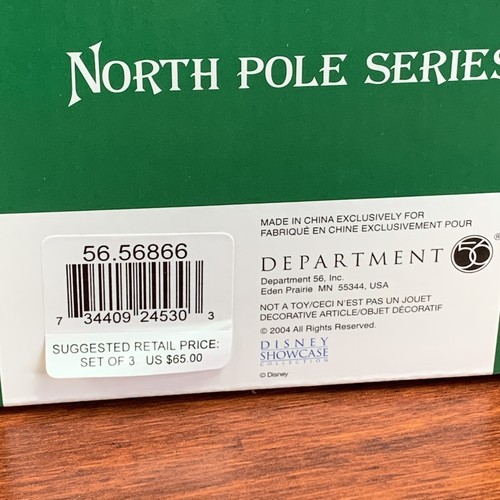 NORTH POLE SERIES
56.56866
7 34409 24530 3
SUGGESTED RETAIL PRICE:
SET OF 3 US $65.00
MADE IN CHINA EXCLUSIVELY FOR
FABRIQUÉ EN CHINE EXCLUSIVEMENT POUR
DEPARTMENT 56 ®
Department 56, Inc.
Eden Prairie MN 55344, USA
NOT A TOY/CECI N'EST PAS UN JOUET
DECORATIVE ARTICLE/OBJET DÉCORATIF
© 2004 All Rights Reserved.
DISNEY
SHOWCASE
COLLECTION
© Disney